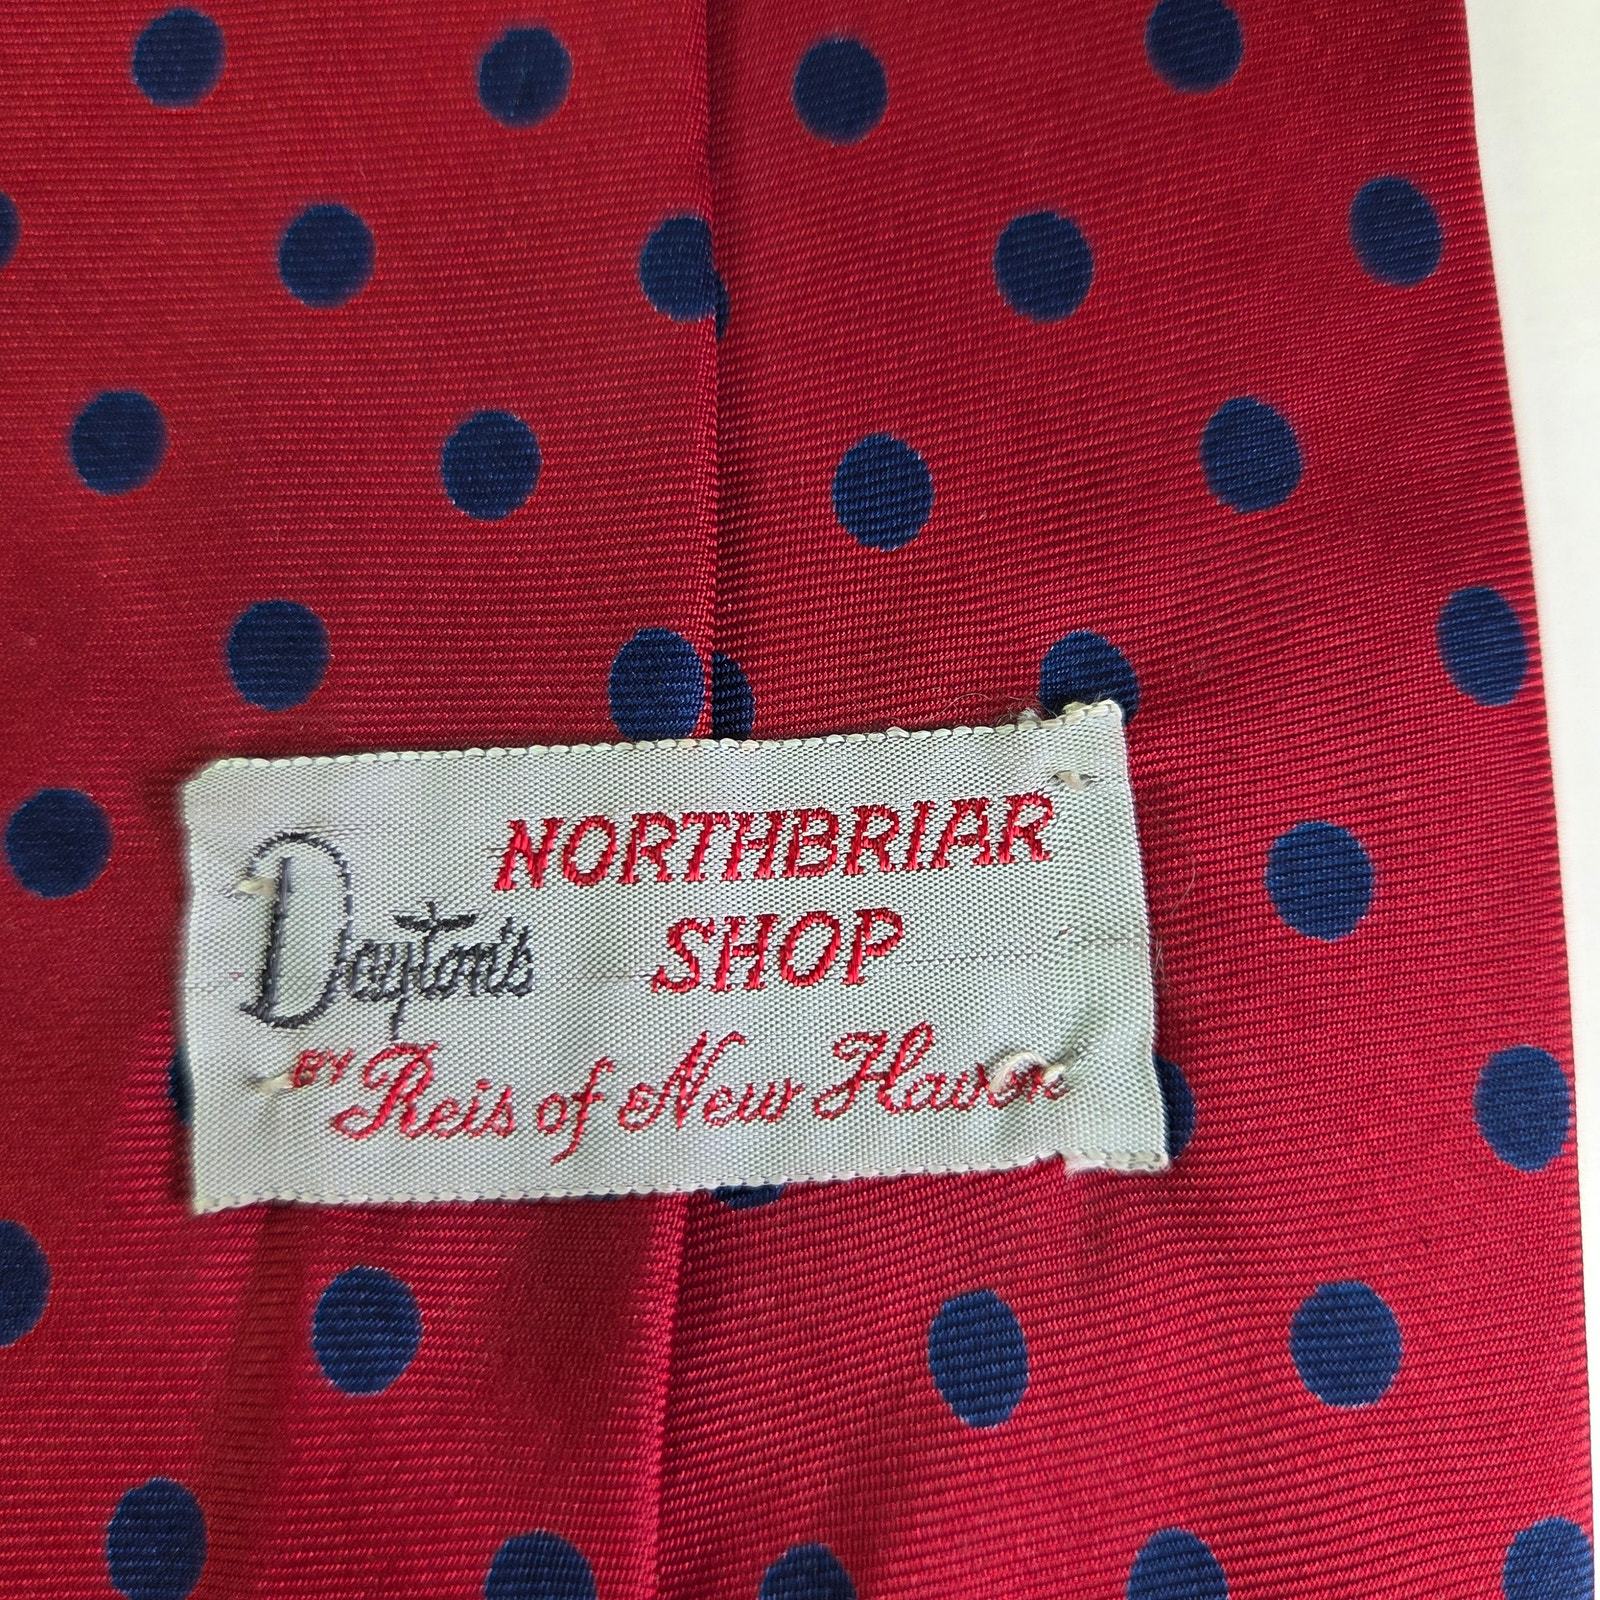 NORTHBRIAR
Dayton's SHOP
BY Reis of New Haven